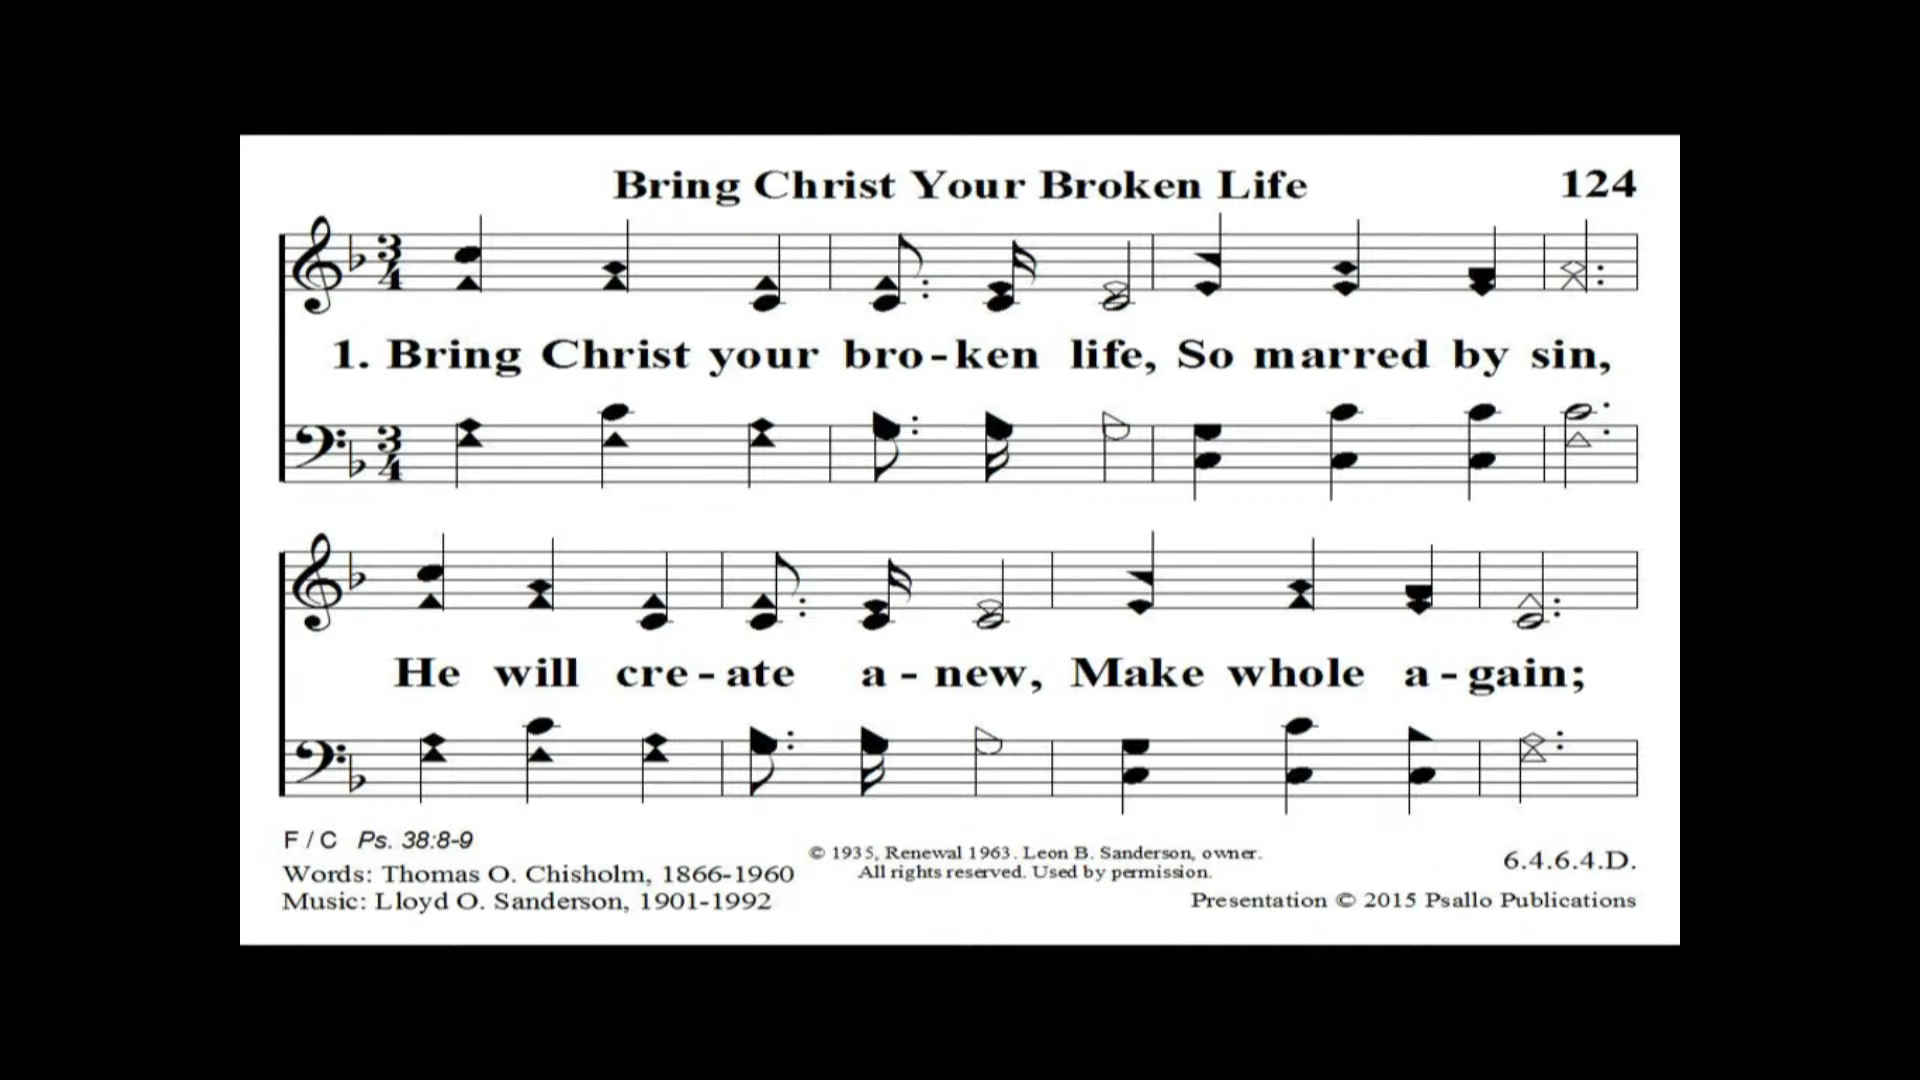 Bring Christ Your Broken Life 124
1. Bring Christ your bro-ken life, So marred by sin,
He will cre-ate a-new, Make whole a-gain;
F / C Ps. 38:8-9
Words: Thomas O. Chisholm, 1866-1960
Music: Lloyd O. Sanderson, 1901-1992
© 1935, Renewal 1963. Leon B. Sanderson, owner.
All rights reserved. Used by permission.
6.4.6.4.D.
Presentation © 2015 Psallo Publications